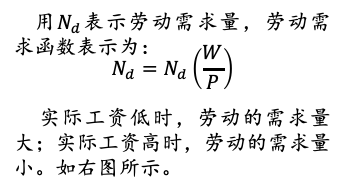 用N_d表示劳动需求量，劳动需
求函数表示为：
N_d = N_d (W/P)
实际工资低时，劳动的需求量
大；实际工资高时，劳动的需求量
小。如右图所示。